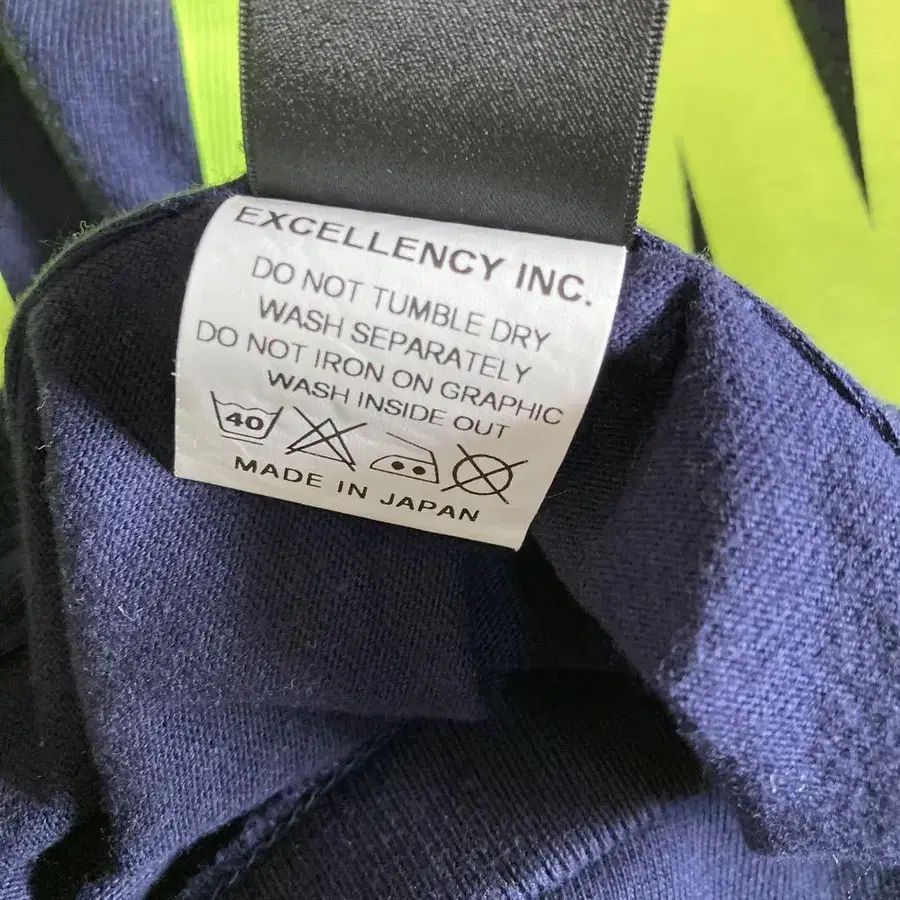 EXCELLENCY INC.
DO NOT TUMBLE DRY
WASH SEPARATELY
DO NOT IRON ON GRAPHIC
WASH INSIDE OUT
40
MADE IN JAPAN